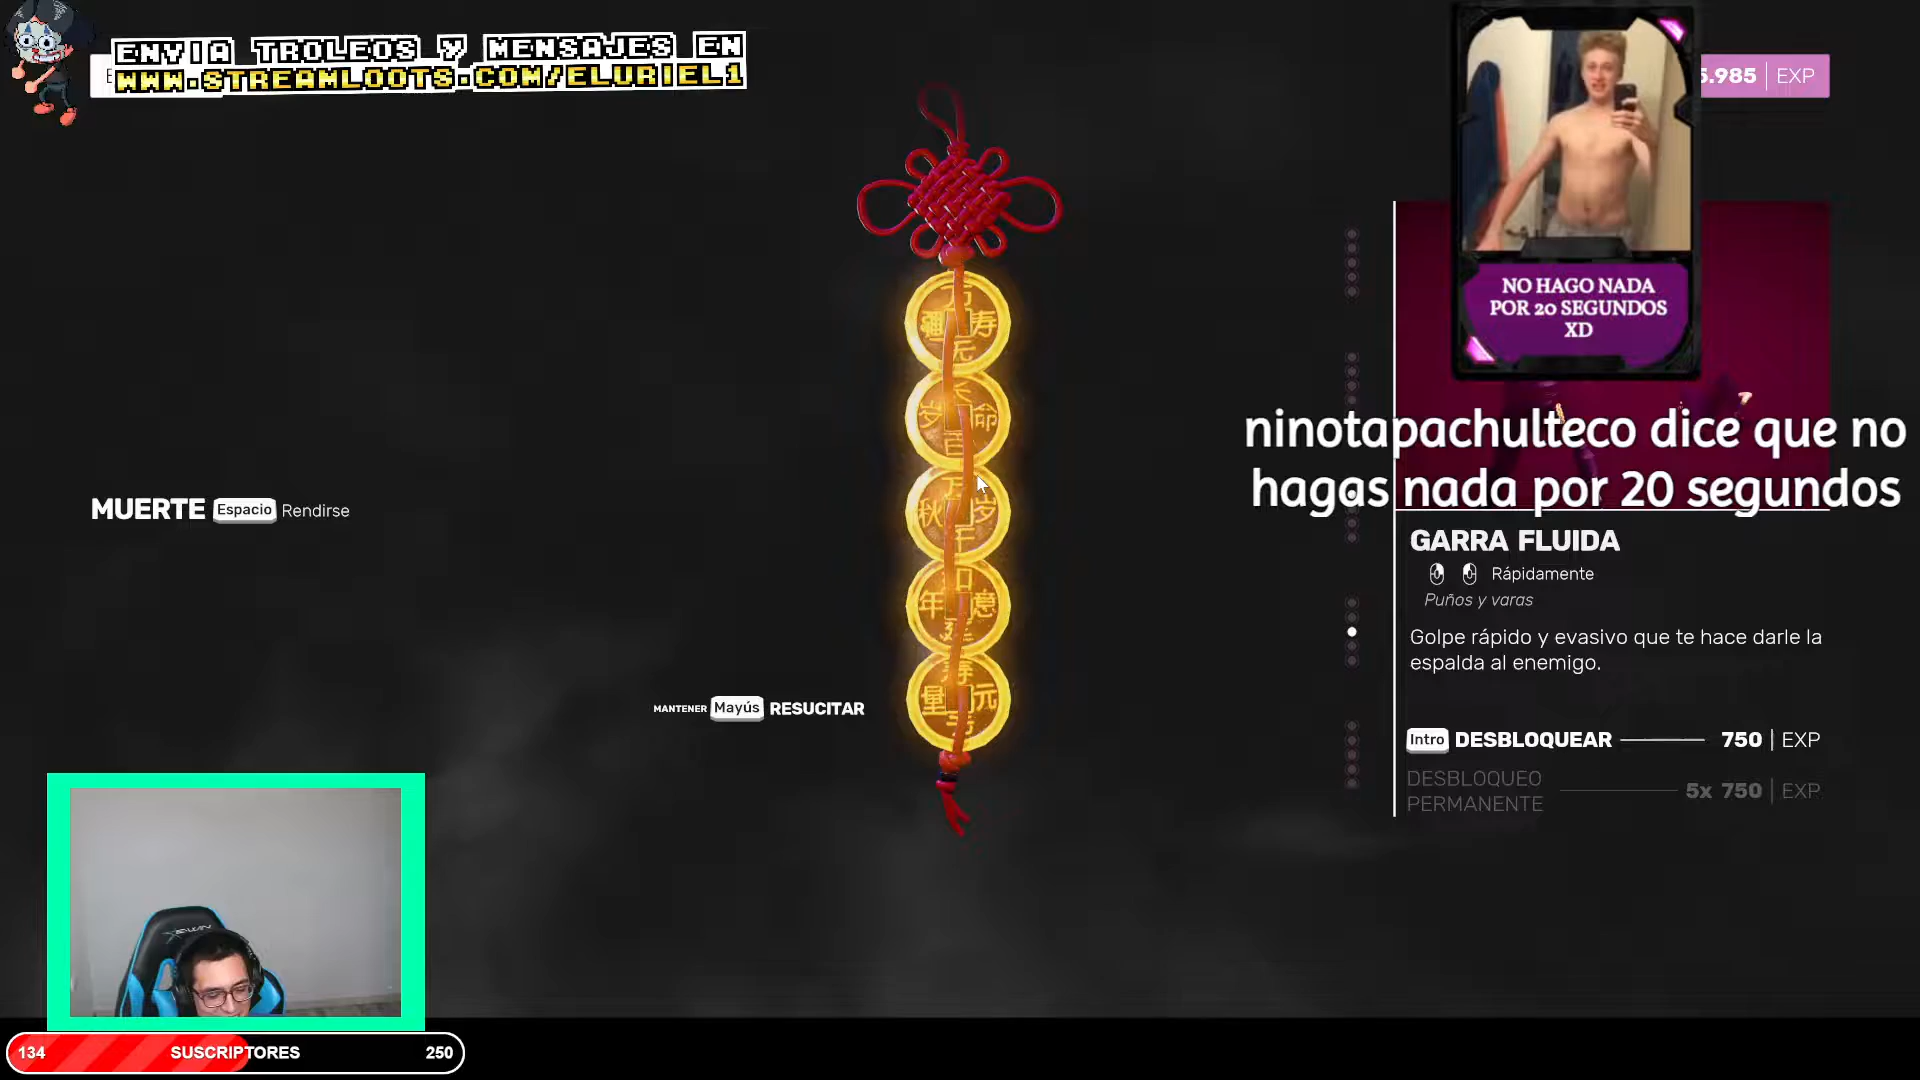 ENVIA TROLEOS Y MENSAJES EN
WWW.STREAMLOOTS.COM/ELURIEL1
5.985 | EXP
NO HAGO NADA
POR 20 SEGUNDOS
XD
ninotapachulteco dice que no
hagas nada por 20 segundos
MUERTE Espacio Rendirse
GARRA FLUIDA
Rápidamente
Puños y varas
Golpe rápido y evasivo que te hace darle la
espalda al enemigo.
MANTENER Mayús RESUCITAR
Intro DESBLOQUEAR 750 | EXP
DESBLOQUEO
PERMANENTE 5x 750 | EXP
134 SUSCRIPTORES 250